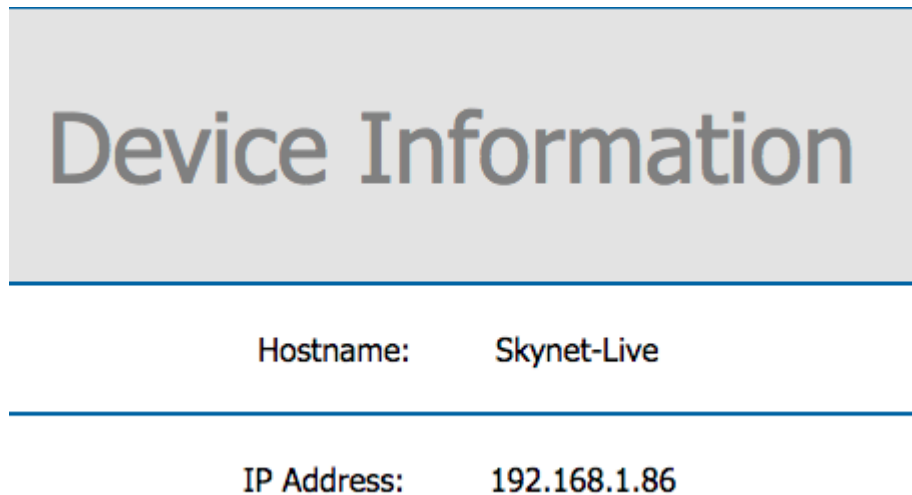 Device Information
Hostname: Skynet-Live
IP Address: 192.168.1.86